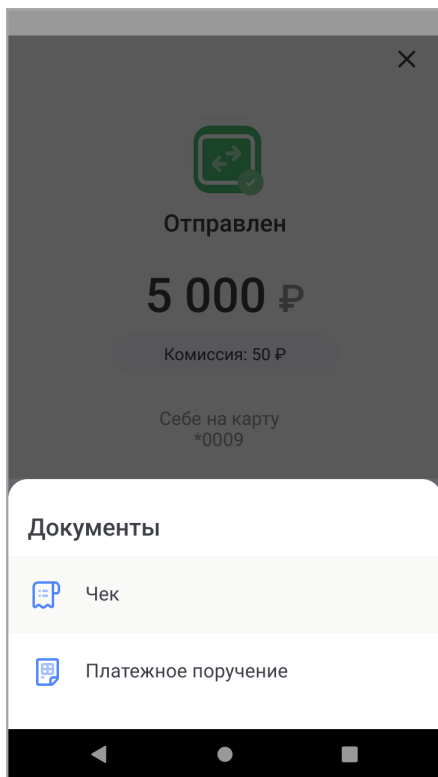 Отправлен
5 000 ₽
Комиссия: 50 ₽
Себе на карту
*0009
Документы
Чек
Платежное поручение